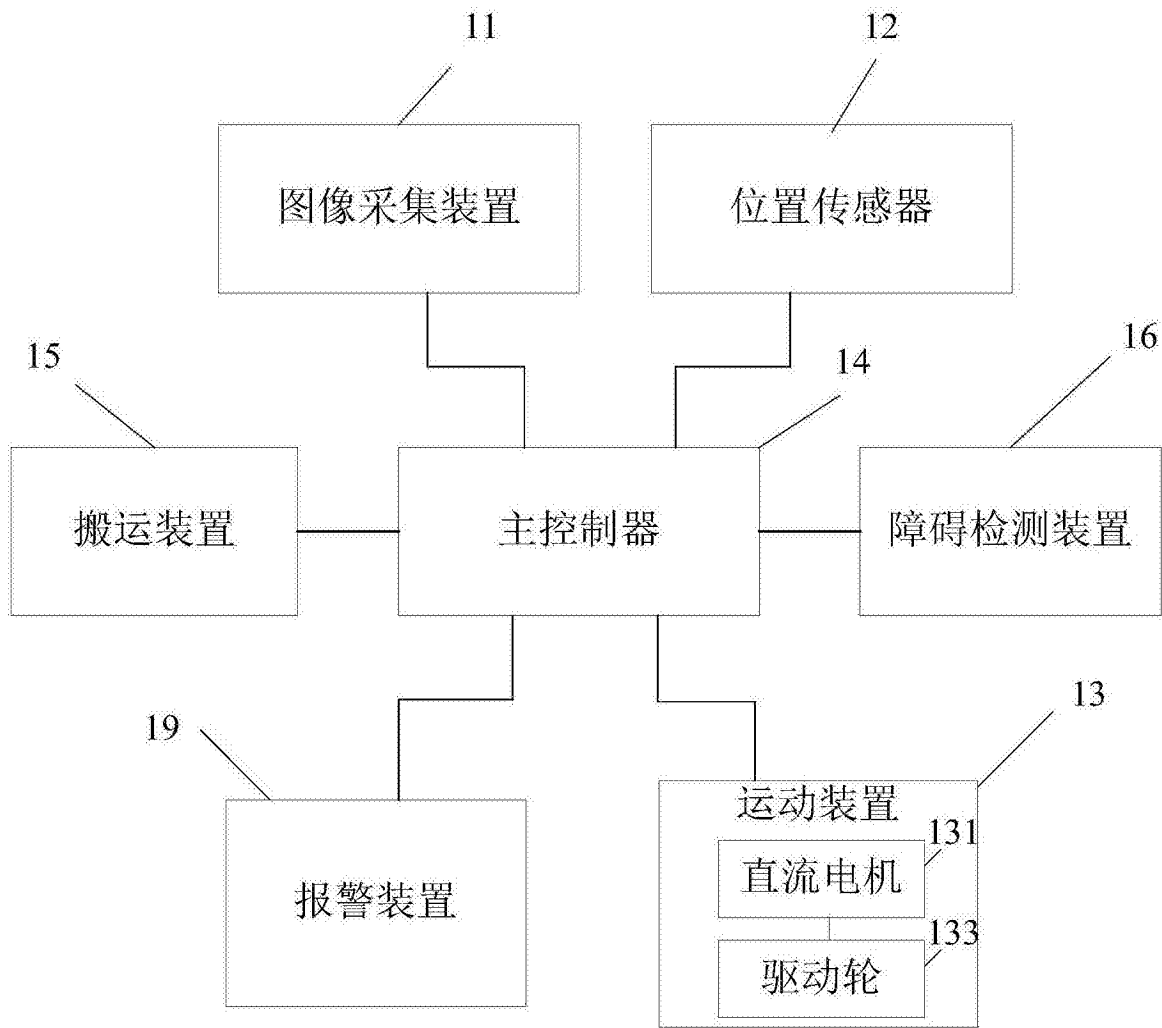 11
12
图像采集装置
位置传感器
15
14
16
搬运装置
主控制器
障碍检测装置
19
13
运动装置
131
直流电机
报警装置
133
驱动轮